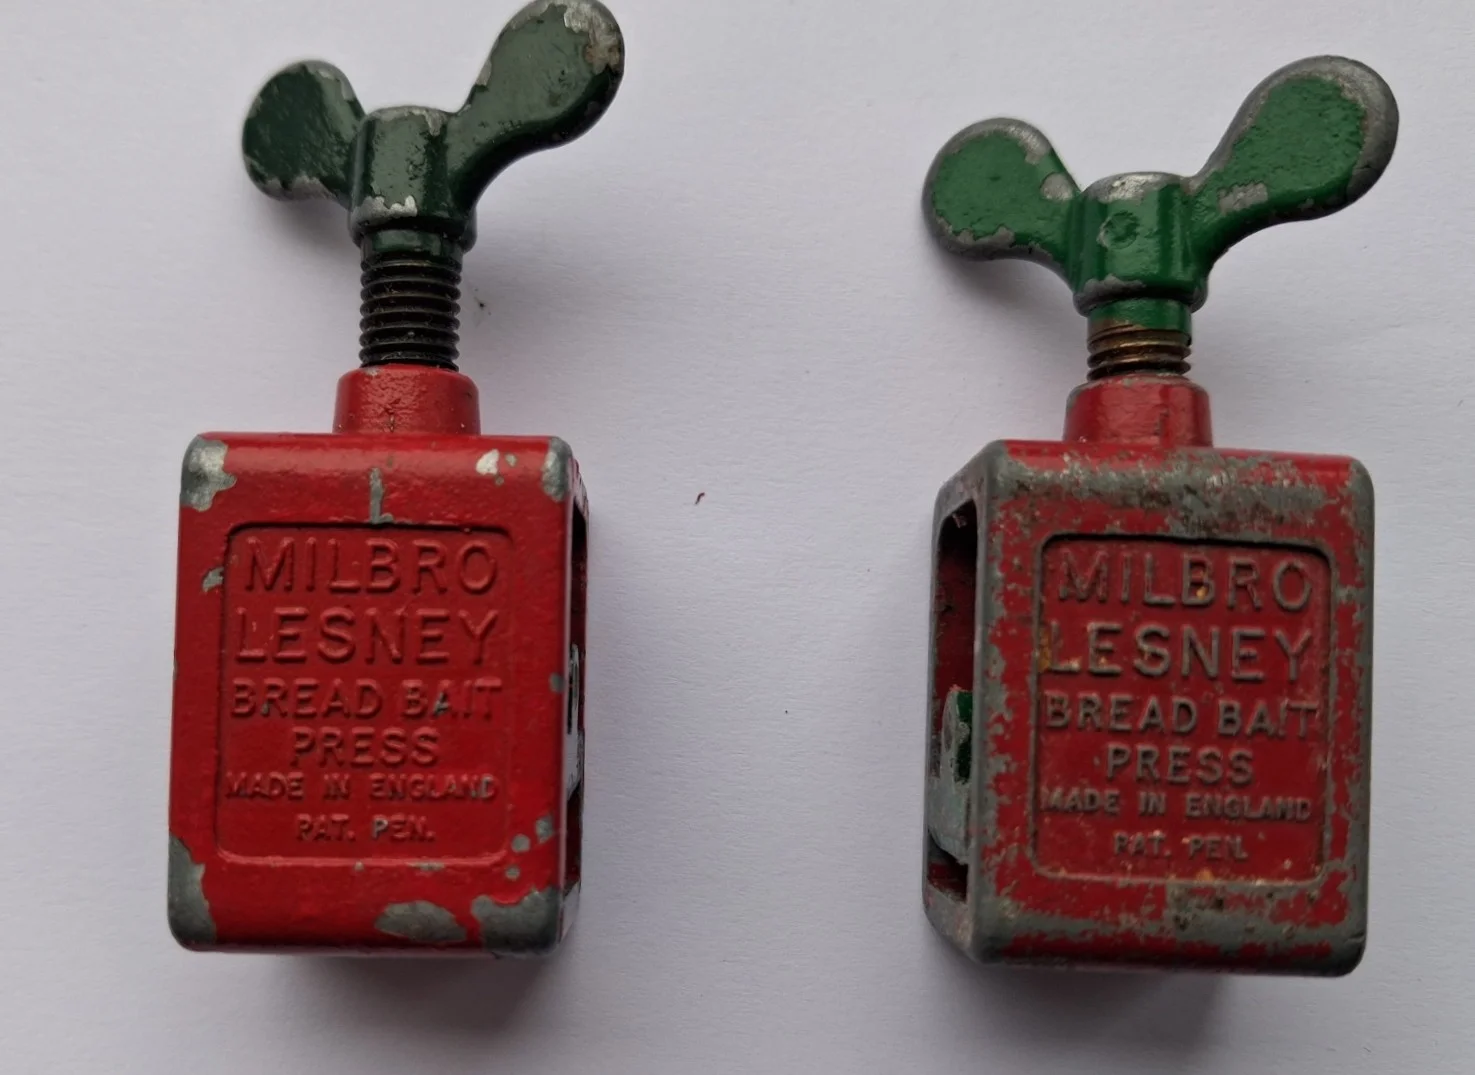 MILBRO
LESNEY
BREAD BAIT
PRESS
MADE IN ENGLAND
PAT. PEN.
MILBRO
LESNEY
BREAD BAIT
PRESS
MADE IN ENGLAND
PAT. PEN.